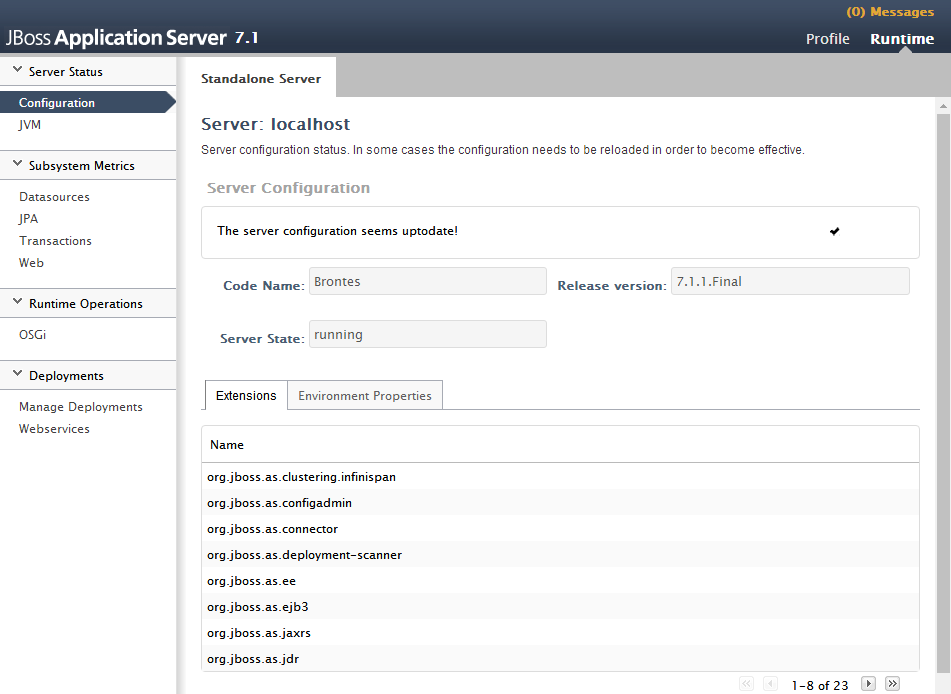 (0) Messages
JBoss Application Server 7.1
Profile Runtime
Server Status
Configuration
JVM
Subsystem Metrics
Datasources
JPA
Transactions
Web
Runtime Operations
OSGi
Deployments
Manage Deployments
Webservices
Standalone Server
Server: localhost
Server configuration status. In some cases the configuration needs to be reloaded in order to become effective.
Server Configuration
The server configuration seems uptodate!
Code Name: Brontes Release version: 7.1.1.Final
Server State: running
Extensions Environment Properties
Name
org.jboss.as.clustering.infinispan
org.jboss.as.configadmin
org.jboss.as.connector
org.jboss.as.deployment-scanner
org.jboss.as.ee
org.jboss.as.ejb3
org.jboss.as.jaxrs
org.jboss.as.jdr
1-8 of 23